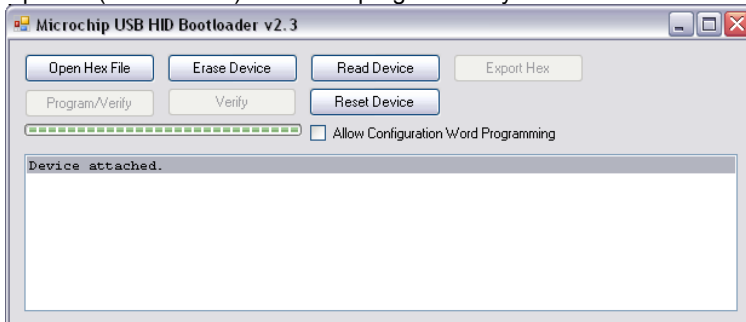 Microchip USB HID Bootloader v2.3
Open Hex File Erase Device Read Device Export Hex
Program/Verify Verify Reset Device
Allow Configuration Word Programming
Device attached.